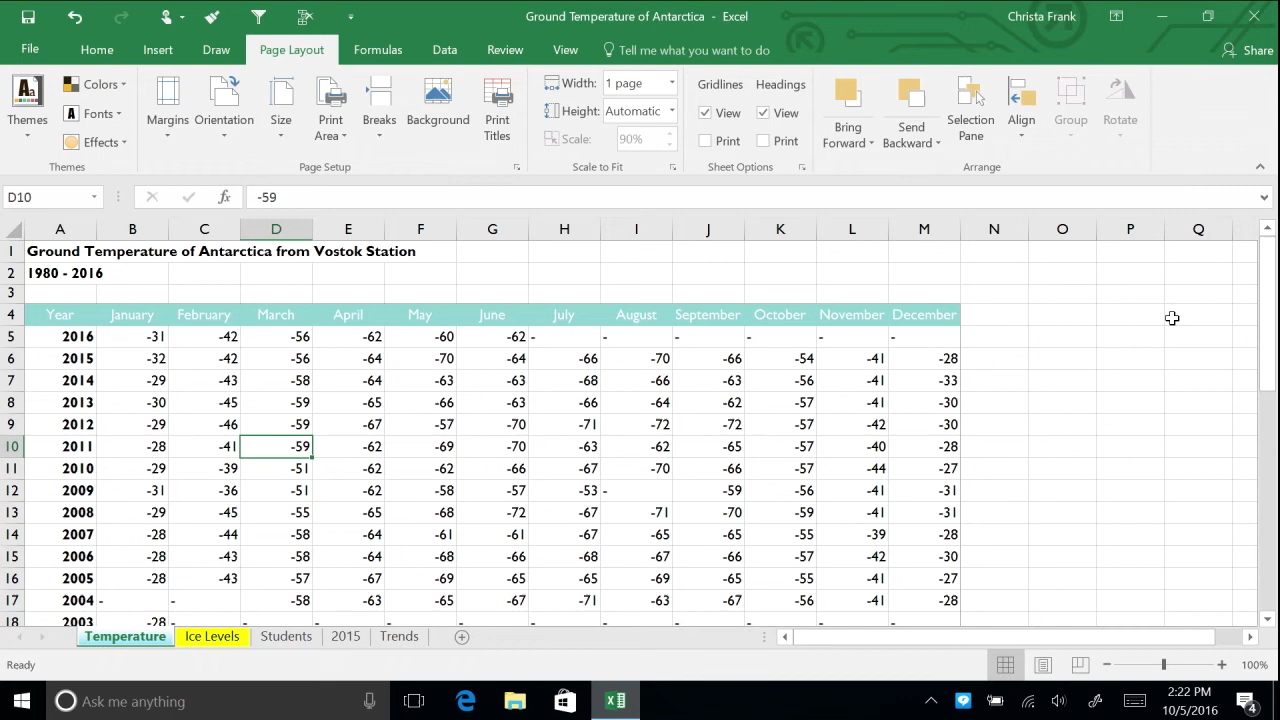 Ground Temperature of Antarctica - Excel
Christa Frank
File Home Insert Draw Page Layout Formulas Data Review View Tell me what you want to do Share
Colors Width: 1 page Gridlines Headings
Fonts Height: Automatic View View
Themes Effects Margins Orientation Size Print Area Breaks Background Print Titles Scale: 90% Print Print Bring Forward Send Backward Selection Pane Align Group Rotate
Themes Page Setup Scale to Fit Sheet Options Arrange
D10 fx -59
A B C D E F G H I J K L M N O P Q
1 Ground Temperature of Antarctica from Vostok Station
2 1980 - 2016
3
4 Year January February March April May June July August September October November December
5 2016 -31 -42 -56 -62 -60 -62 - - - - - -
6 2015 -32 -42 -56 -64 -70 -64 -66 -70 -66 -54 -41 -28
7 2014 -29 -43 -58 -64 -63 -63 -68 -66 -63 -56 -41 -33
8 2013 -30 -45 -59 -65 -66 -63 -66 -64 -62 -57 -41 -30
9 2012 -29 -46 -59 -67 -57 -70 -71 -72 -72 -57 -42 -30
10 2011 -28 -41 -59 -62 -69 -70 -63 -62 -65 -57 -40 -28
11 2010 -29 -39 -51 -62 -62 -66 -67 -70 -66 -57 -44 -27
12 2009 -31 -36 -51 -62 -58 -57 -53 - -59 -56 -41 -31
13 2008 -29 -45 -55 -65 -68 -72 -67 -71 -70 -59 -41 -31
14 2007 -28 -44 -58 -64 -61 -61 -67 -65 -65 -55 -39 -28
15 2006 -28 -43 -58 -64 -68 -66 -68 -67 -66 -57 -42 -30
16 2005 -28 -43 -57 -67 -69 -65 -65 -69 -65 -55 -41 -27
17 2004 - - -58 -63 -65 -67 -71 -63 -67 -56 -41 -28
18 2003 -28 - - - - - - - - - - -
Temperature Ice Levels Students 2015 Trends
Ready 100%
Ask me anything 2:22 PM
10/5/2016 4